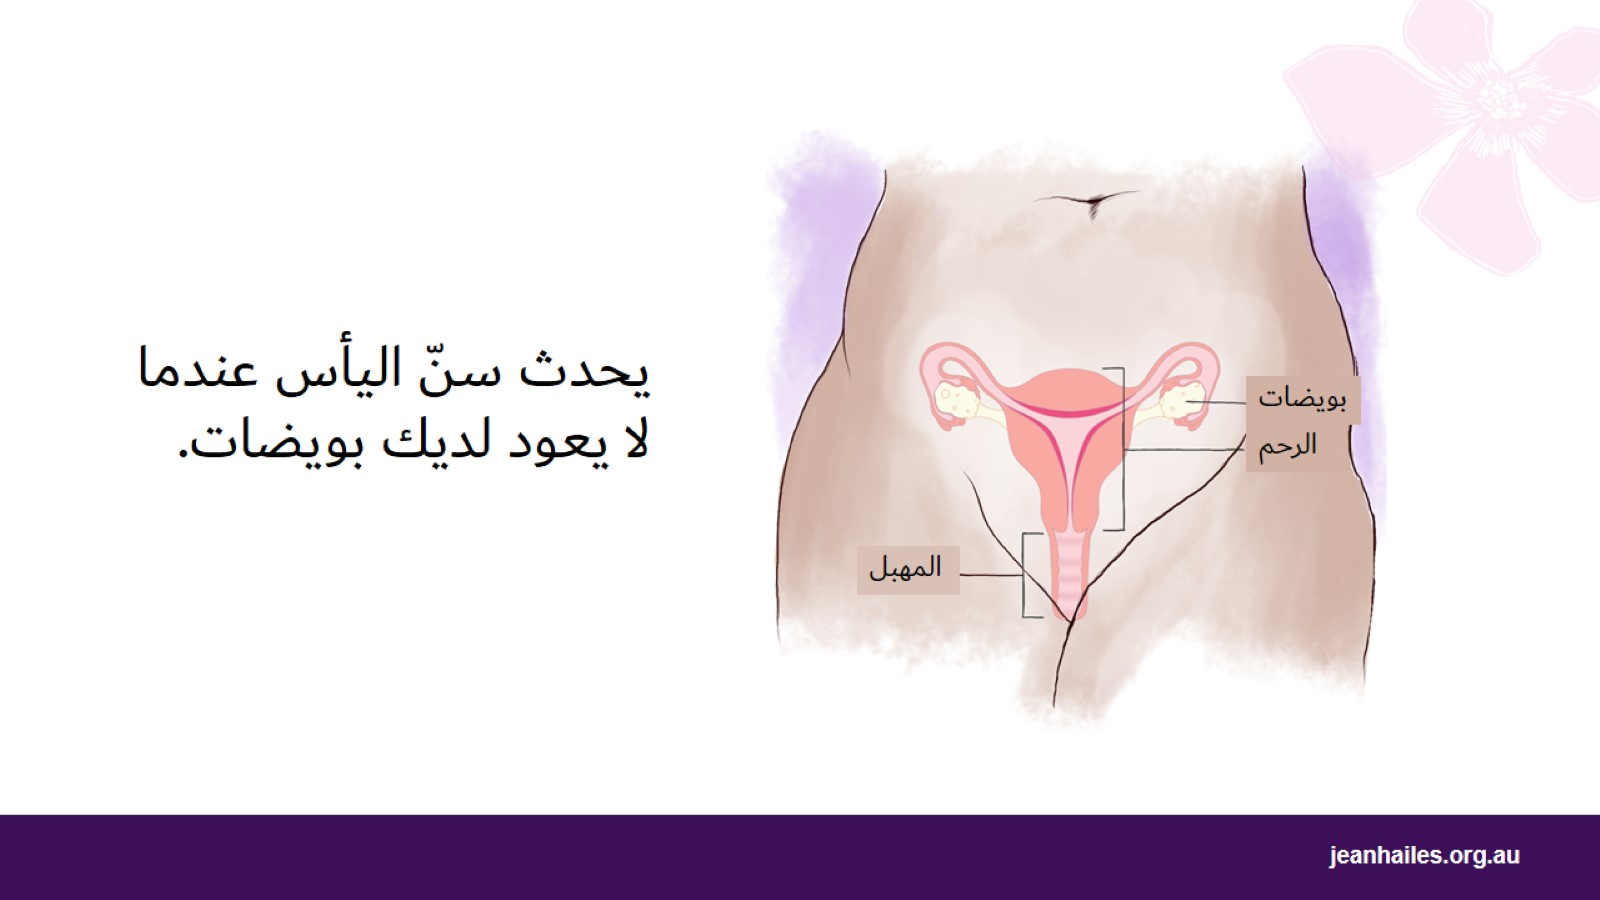 يحدث سنّ اليأس عندما
لا يعود لديك بويضات.
بويضات
الرحم
المهبل
jeanhailes.org.au